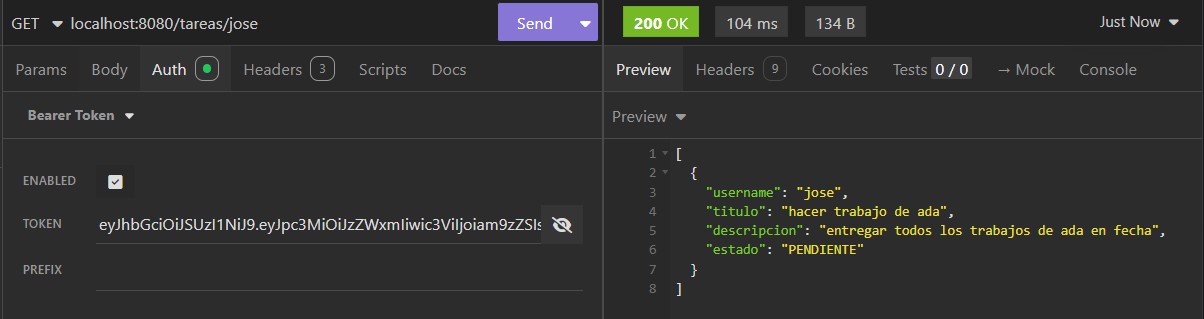 GET localhost:8080/tareas/jose Send
Params Body Auth Headers 3 Scripts Docs
Bearer Token
ENABLED
TOKEN eyJhbGciOiJSUzI1NiJ9.eyJpc3MiOiJzZWxmIiwic3ViIjoiam9zZSIs
PREFIX
200 OK 104 ms 134 B Just Now
Preview Headers 9 Cookies Tests 0 / 0 → Mock Console
Preview
1 [
2 {
3 "username": "jose",
4 "titulo": "hacer trabajo de ada",
5 "descripcion": "entregar todos los trabajos de ada en fecha",
6 "estado": "PENDIENTE"
7 }
8 ]